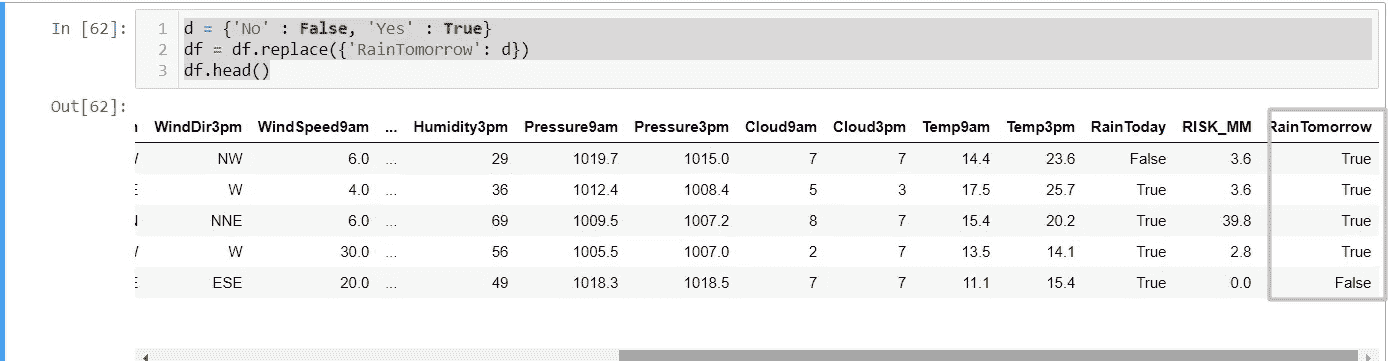 In [62]:
1 d = {'No' : False, 'Yes' : True}
2 df = df.replace({'RainTomorrow': d})
3 df.head()
Out[62]:
WindDir3pm WindSpeed9am ... Humidity3pm Pressure9am Pressure3pm Cloud9am Cloud3pm Temp9am Temp3pm RainToday RISK_MM RainTomorrow
NW 6.0 ... 29 1019.7 1015.0 7 7 14.4 23.6 False 3.6 True
W 4.0 ... 36 1012.4 1008.4 5 3 17.5 25.7 True 3.6 True
NNE 6.0 ... 69 1009.5 1007.2 8 7 15.4 20.2 True 39.8 True
W 30.0 ... 56 1005.5 1007.0 2 7 13.5 14.1 True 2.8 True
ESE 20.0 ... 49 1018.3 1018.5 7 7 11.1 15.4 True 0.0 False